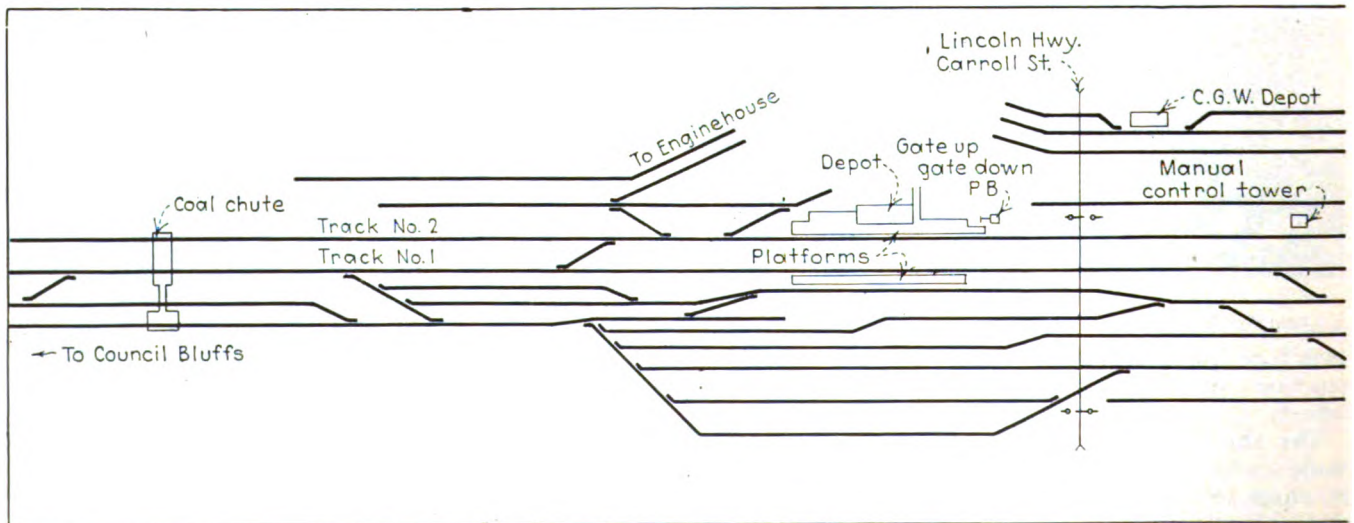 Lincoln Hwy.
Carroll St.
C.G.W. Depot
To Enginehouse
Gate up
gate down
P B
Depot
Manual
control tower
Coal chute
Track No. 2
Track No.1
Platforms
To Council Bluffs